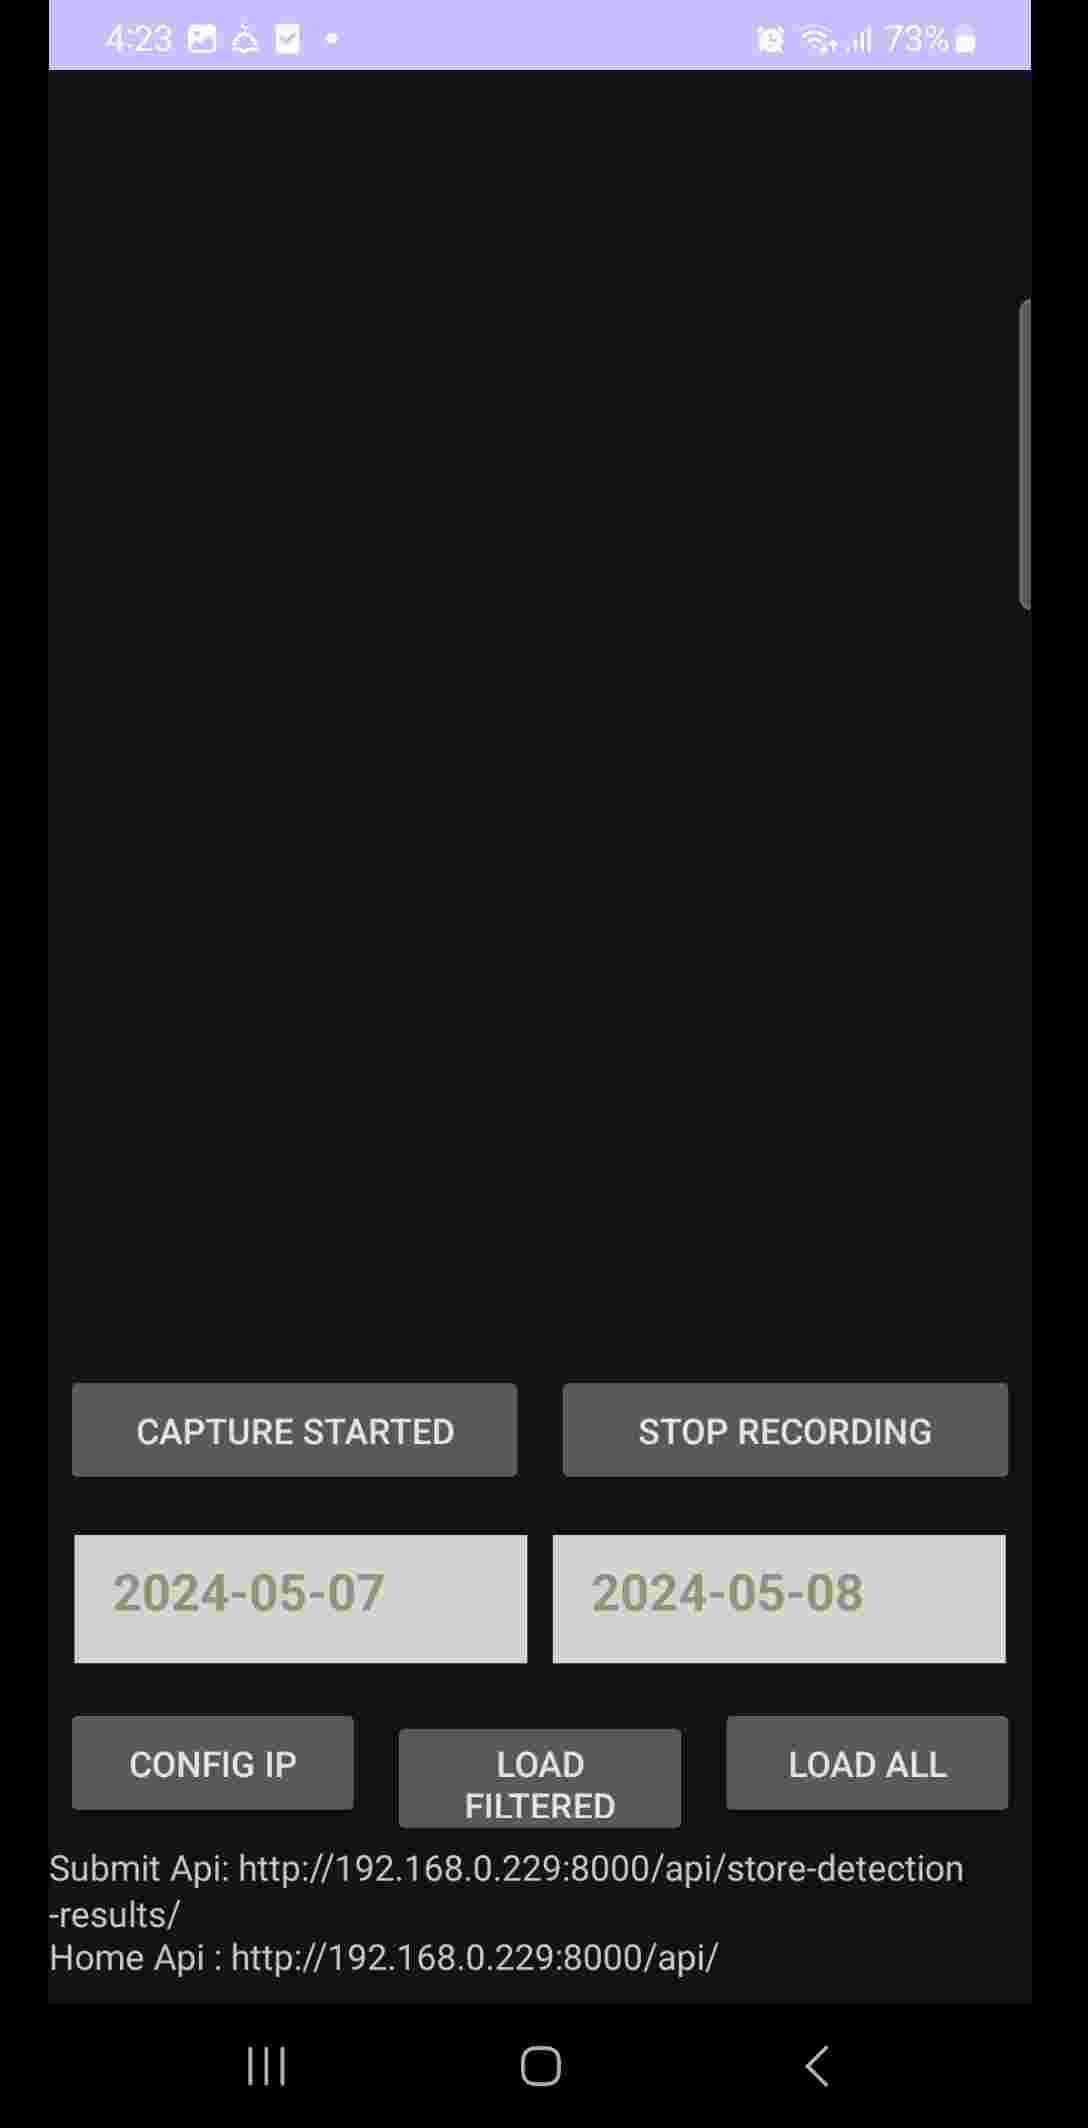 4:23
73%
CAPTURE STARTED
STOP RECORDING
2024-05-07
2024-05-08
CONFIG IP
LOAD
FILTERED
LOAD ALL
Submit Api: http://192.168.0.229:8000/api/store-detection
-results/
Home Api : http://192.168.0.229:8000/api/